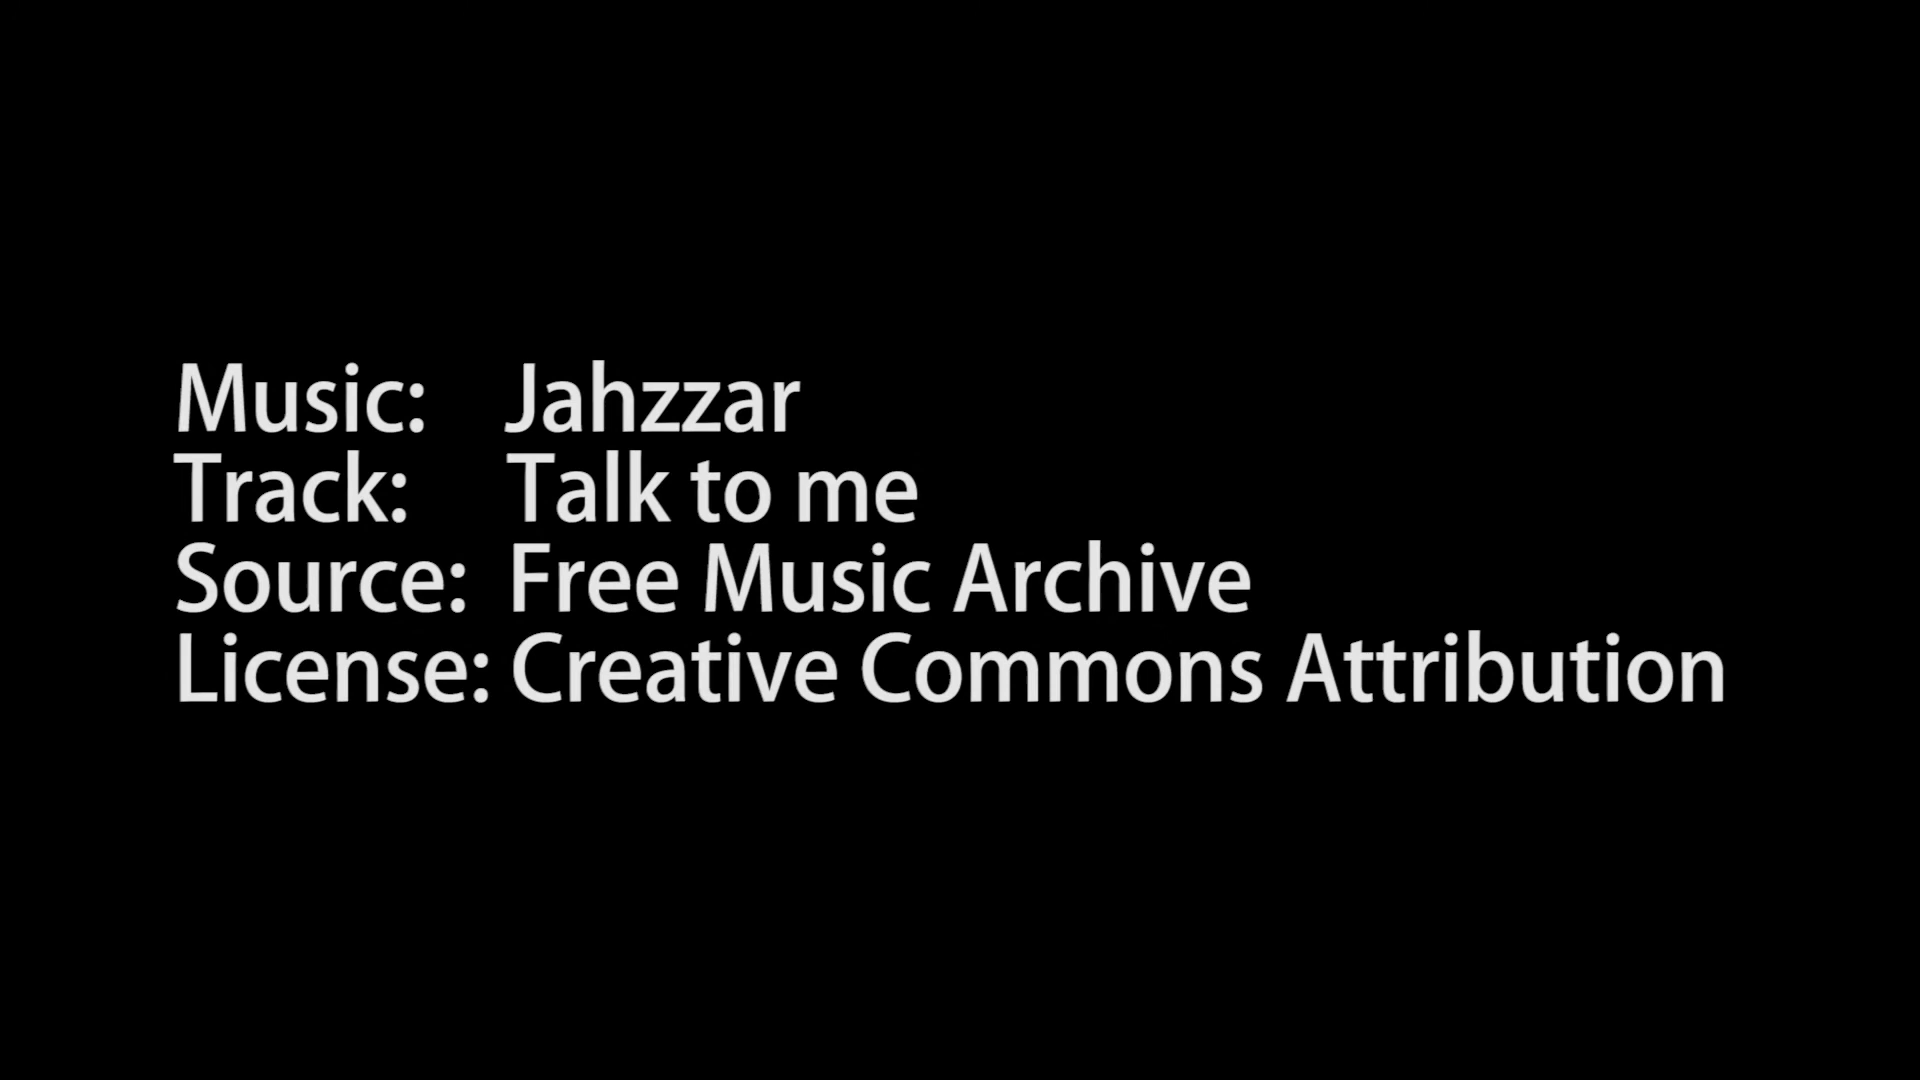 Music: Jahzzar
Track: Talk to me
Source: Free Music Archive
License: Creative Commons Attribution